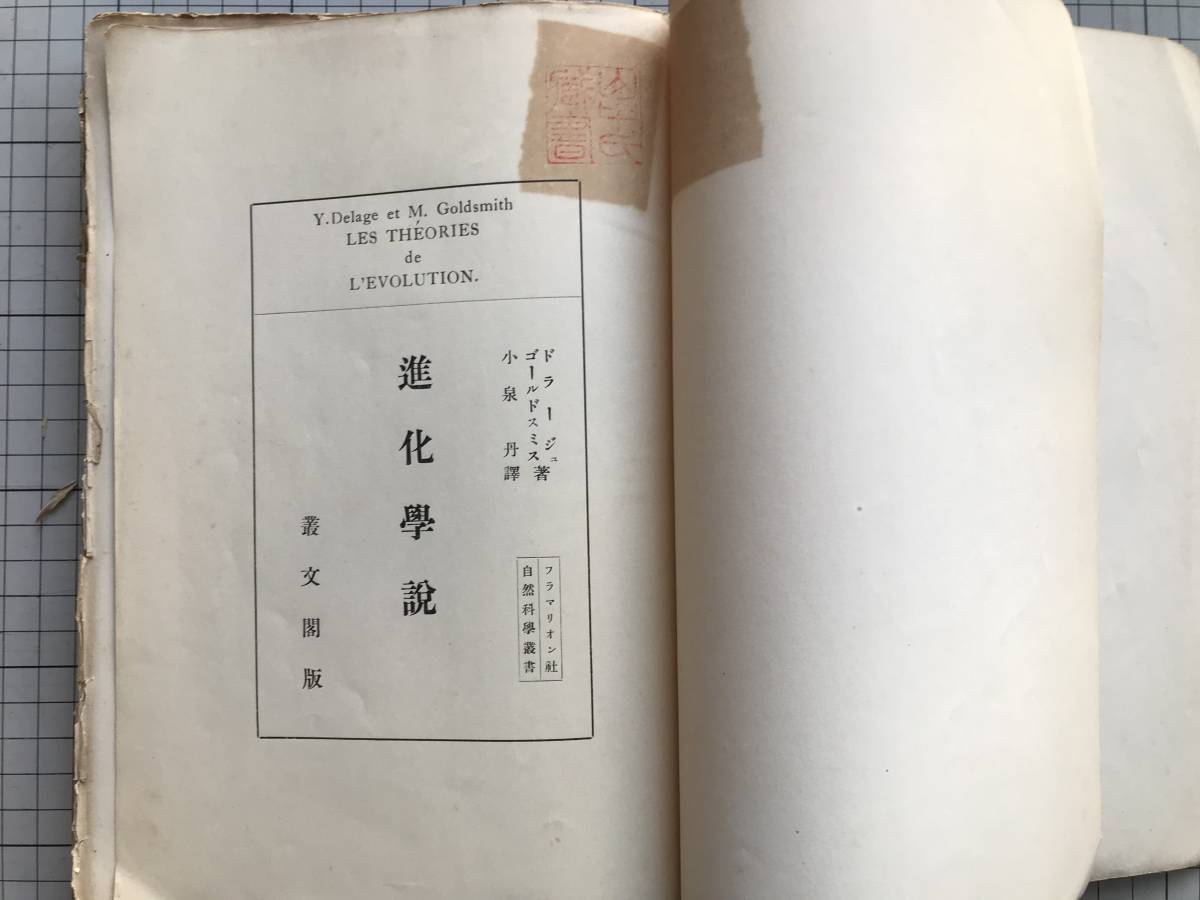 Y. Delage et M. Goldsmith
LES THÉORIES
de
L'EVOLUTION.
ドラージュ
ゴールドスミス著
小泉丹譯
フラマリオン社
自然科學叢書
進化學說
叢文閣版
藏書